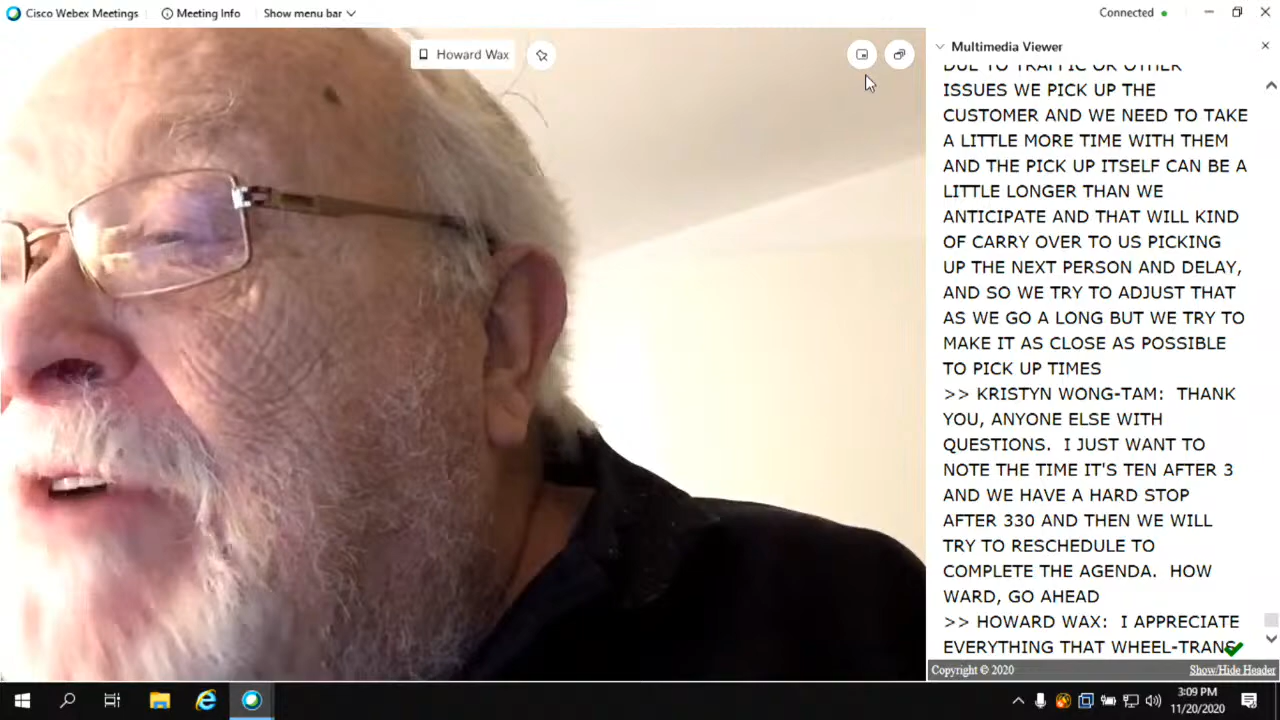 Cisco Webex Meetings
Meeting Info
Show menu bar
Connected
Howard Wax
Multimedia Viewer
DUE TO TRAFFIC OR OTHER
ISSUES WE PICK UP THE
CUSTOMER AND WE NEED TO TAKE
A LITTLE MORE TIME WITH THEM
AND THE PICK UP ITSELF CAN BE A
LITTLE LONGER THAN WE
ANTICIPATE AND THAT WILL KIND
OF CARRY OVER TO US PICKING
UP THE NEXT PERSON AND DELAY,
AND SO WE TRY TO ADJUST THAT
AS WE GO A LONG BUT WE TRY TO
MAKE IT AS CLOSE AS POSSIBLE
TO PICK UP TIMES
>> KRISTYN WONG-TAM:  THANK
YOU, ANYONE ELSE WITH
QUESTIONS.  I JUST WANT TO
NOTE THE TIME IT'S TEN AFTER 3
AND WE HAVE A HARD STOP
AFTER 330 AND THEN WE WILL
TRY TO RESCHEDULE TO
COMPLETE THE AGENDA.  HOW
WARD, GO AHEAD
>> HOWARD WAX:  I APPRECIATE
EVERYTHING THAT WHEEL-TRANS
Copyright © 2020
Show/Hide Header
3:09 PM
11/20/2020